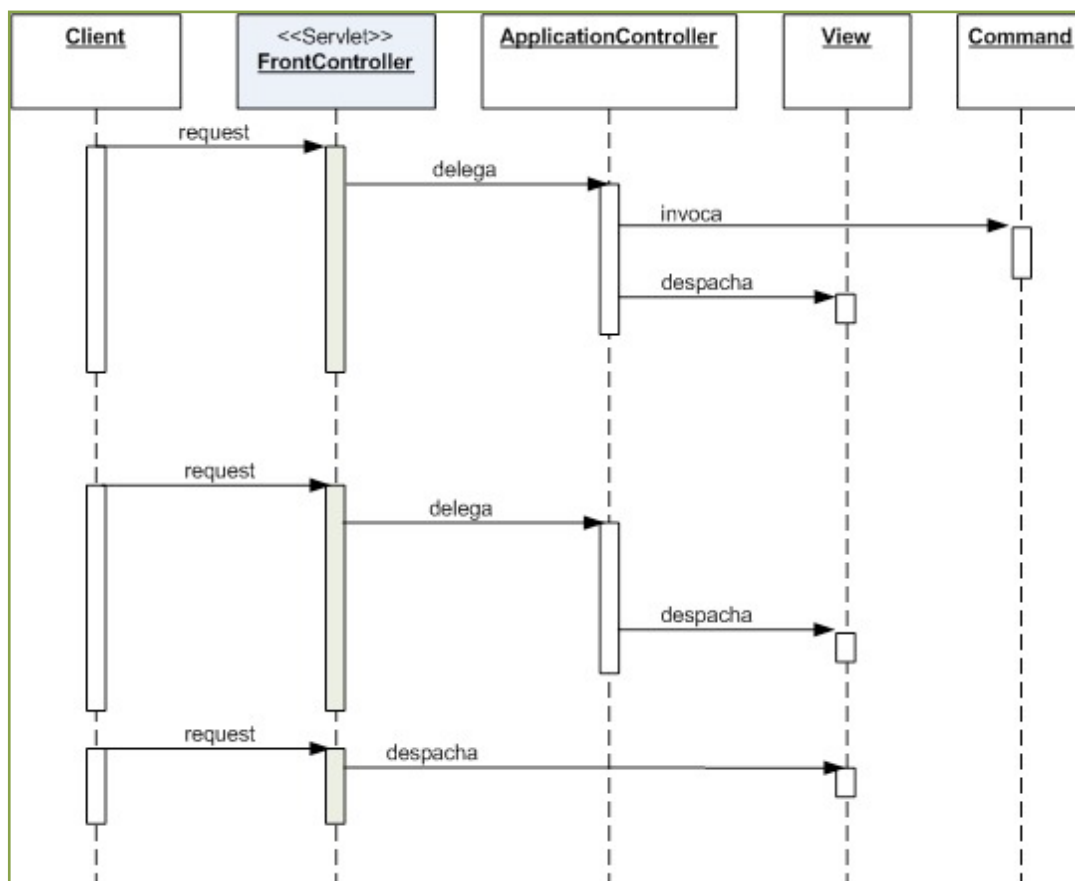 Client
<<Servlet>>
FrontController
ApplicationController
View
Command
request
delega
invoca
despacha
request
delega
despacha
request
despacha